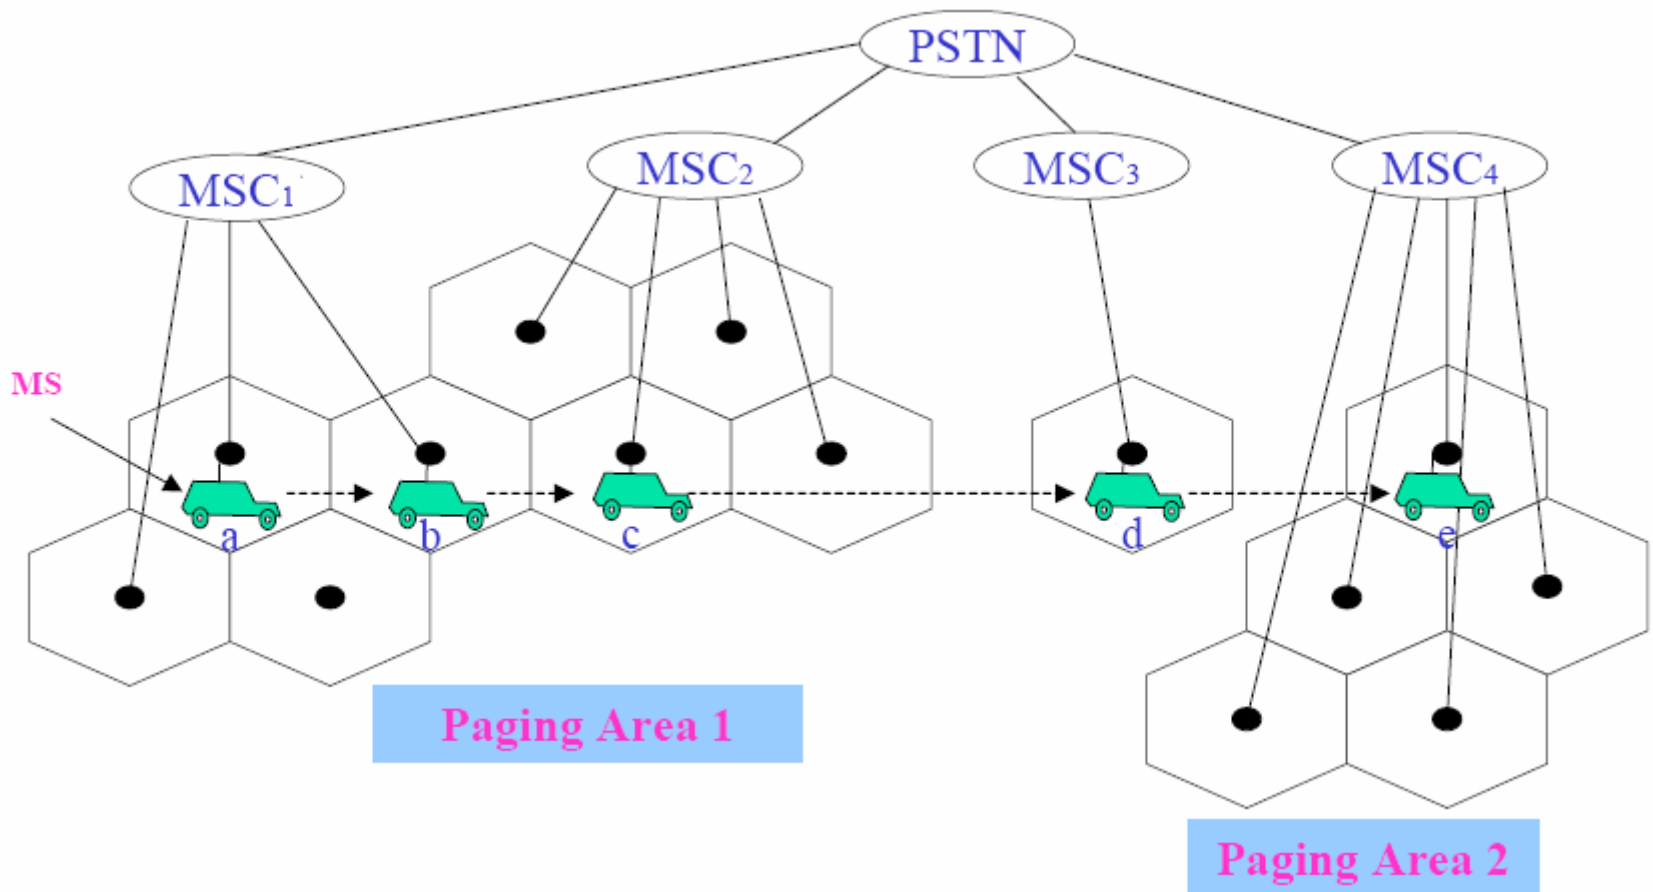 PSTN
MSC₁
MSC₂
MSC₃
MSC₄
MS
a
b
c
d
e
Paging Area 1
Paging Area 2